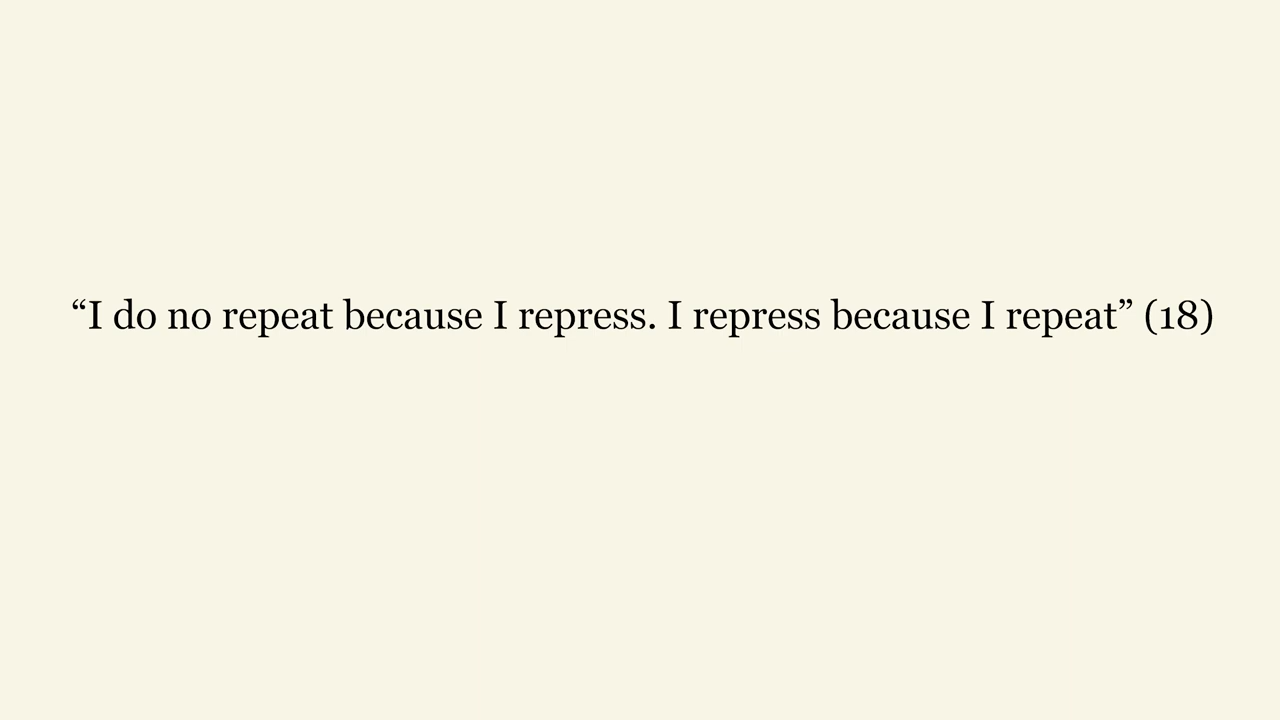 “I do no repeat because I repress. I repress because I repeat” (18)